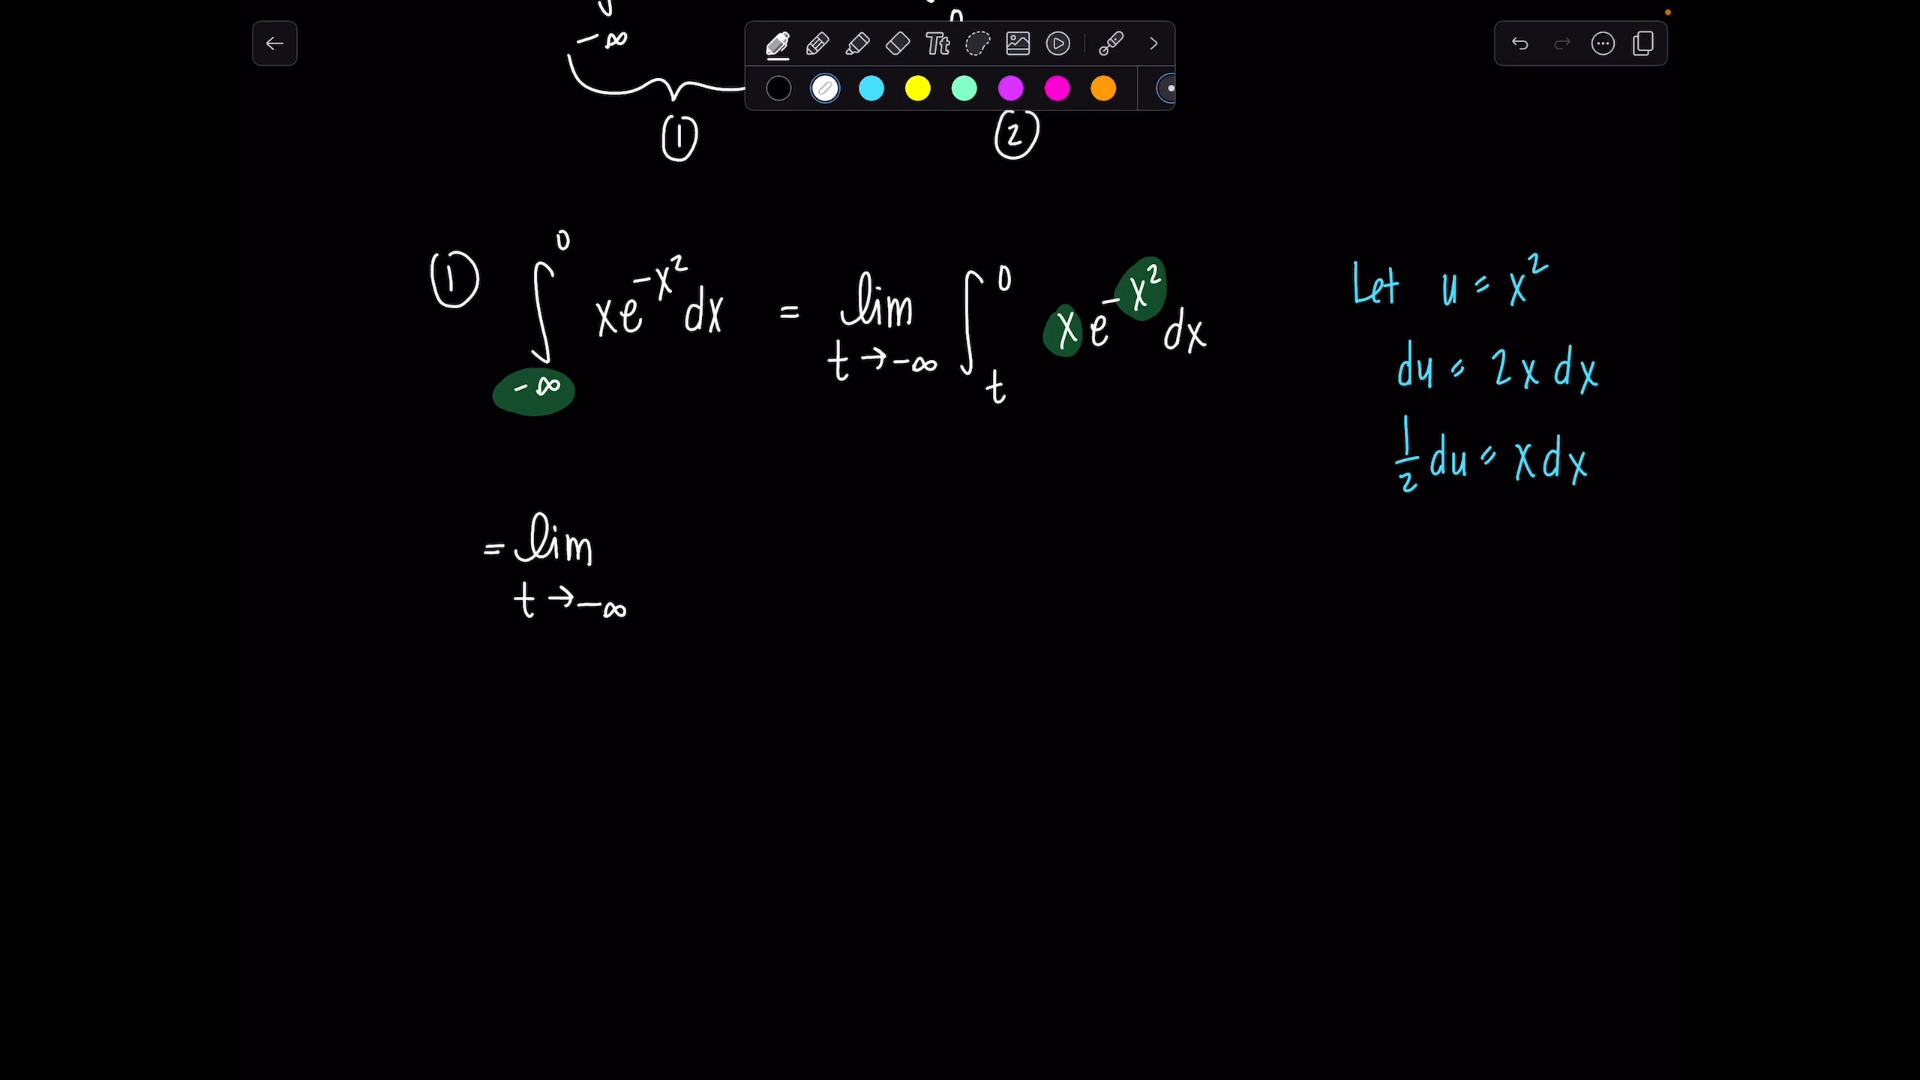 -∞
Tt
① ②
① ∫_{-∞}^{0} xe^{-x²} dx = lim_{t→-∞} ∫_{t}^{0} xe^{-x²} dx
Let u = x²
du = 2x dx
½ du = x dx
= lim_{t→-∞}